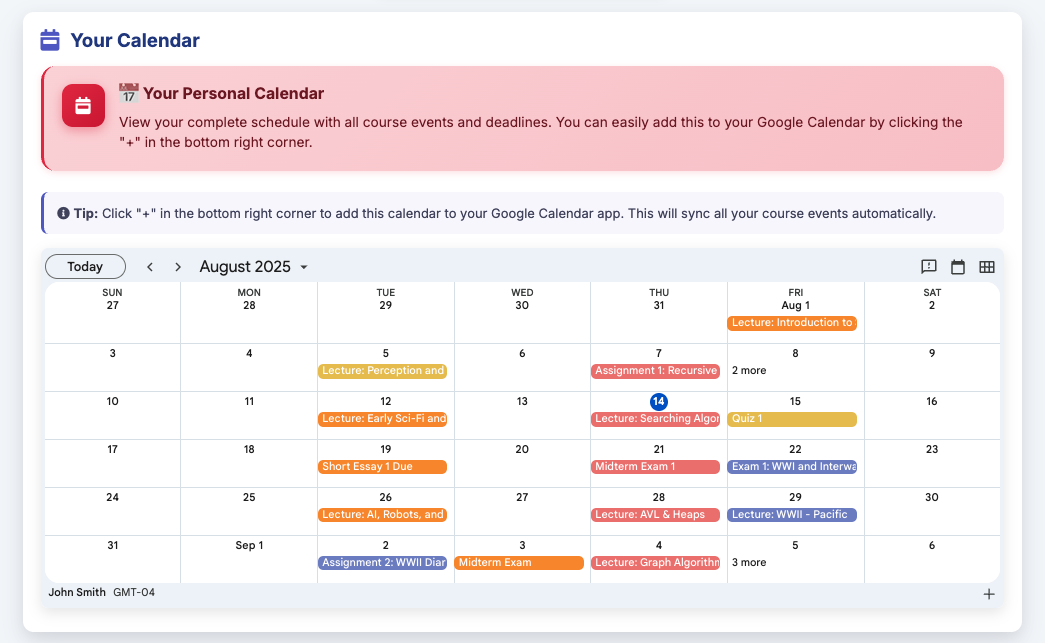 Your Calendar
📅 Your Personal Calendar
View your complete schedule with all course events and deadlines. You can easily add this to your Google Calendar by clicking the
"+" in the bottom right corner.
Tip: Click "+" in the bottom right corner to add this calendar to your Google Calendar app. This will sync all your course events automatically.
Today August 2025
SUN MON TUE WED THU FRI SAT
27 28 29 30 31 Aug 1 2
Lecture: Introduction to
3 4 5 6 7 8 9
Lecture: Perception and Assignment 1: Recursive 2 more
10 11 12 13 14 15 16
Lecture: Early Sci-Fi and Lecture: Searching Algor Quiz 1
17 18 19 20 21 22 23
Short Essay 1 Due Midterm Exam 1 Exam 1: WWI and Interwa
24 25 26 27 28 29 30
Lecture: AI, Robots, and Lecture: AVL & Heaps Lecture: WWII - Pacific
31 Sep 1 2 3 4 5 6
Assignment 2: WWII Diar Midterm Exam Lecture: Graph Algorithm 3 more
John Smith GMT-04 +